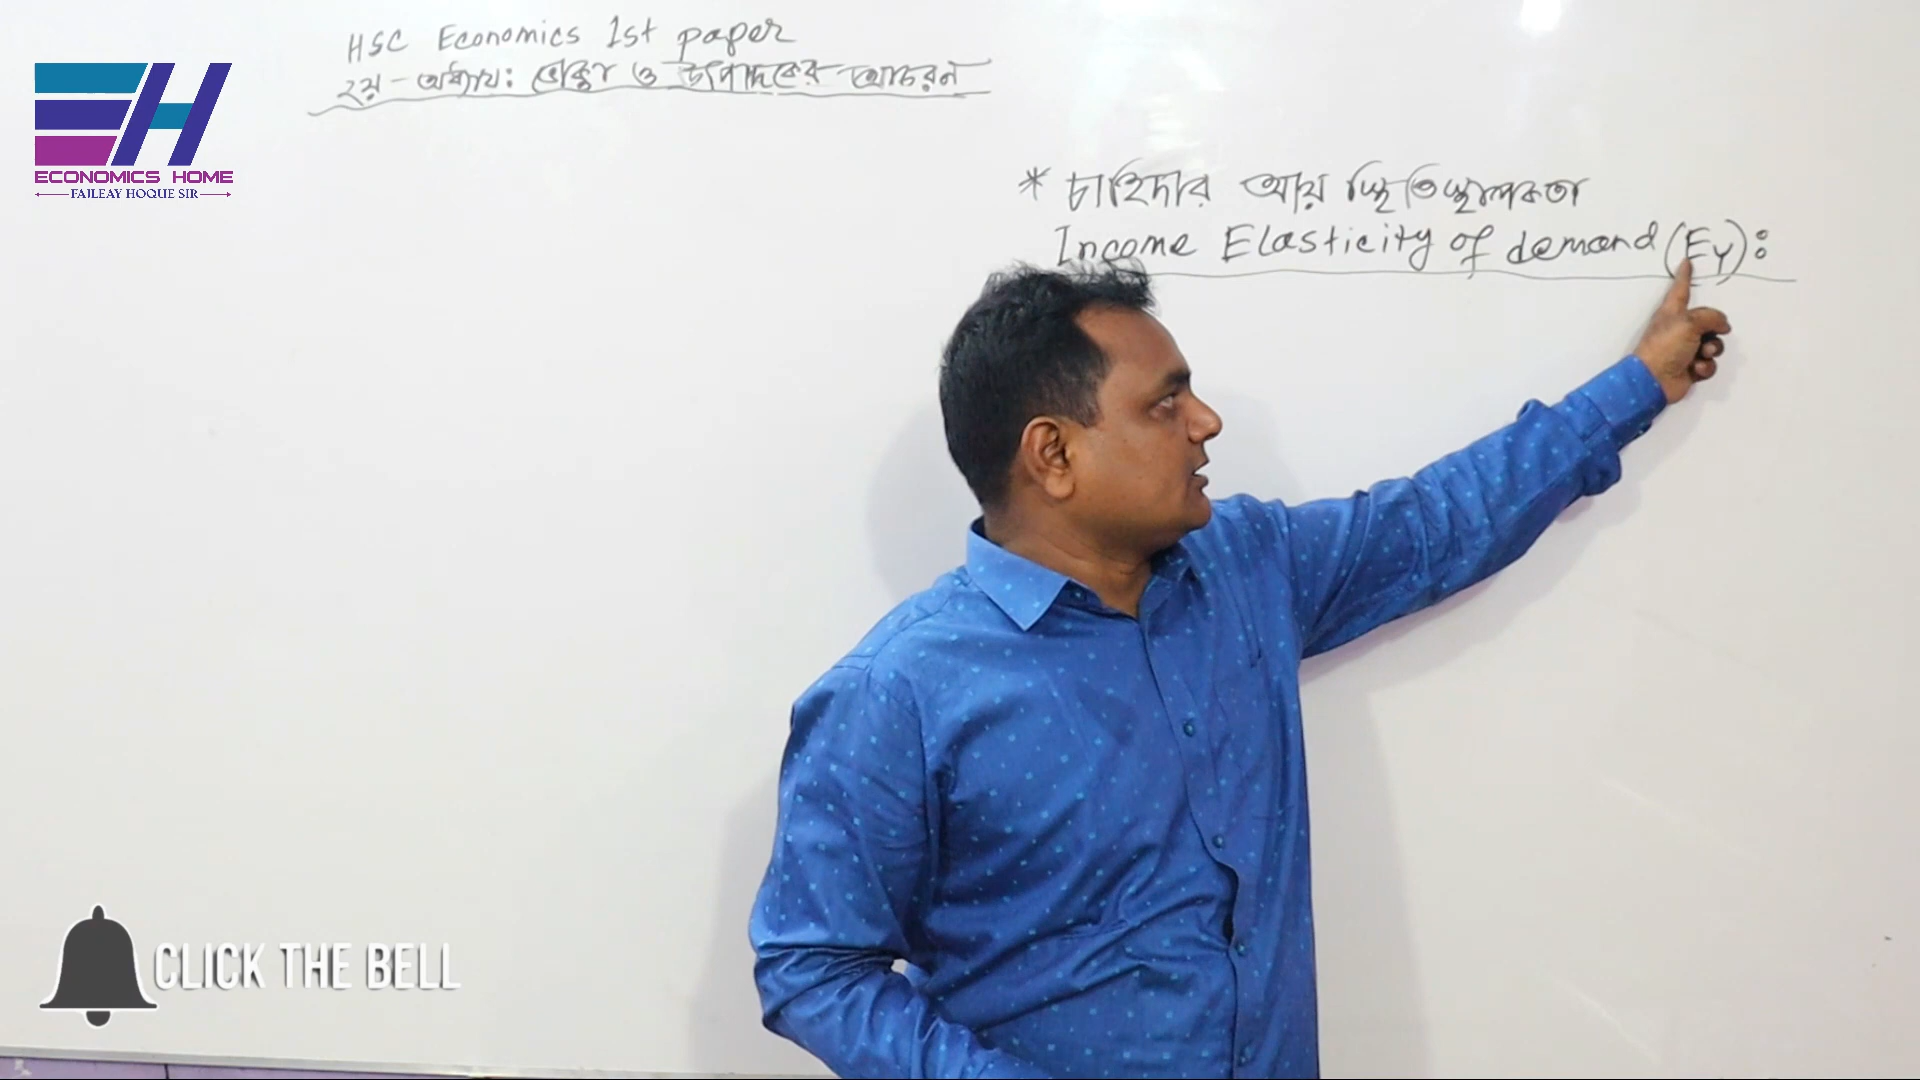 HSC Economics 1st paper
২য় - অধ্যায়: ভোক্তা ও উৎপাদকের আচরন
ECONOMICS HOME
FAILEAY HOQUE SIR
* চাহিদার আয় স্থিতিস্থাপকতা
Income Elasticity of demand (EY):
CLICK THE BELL